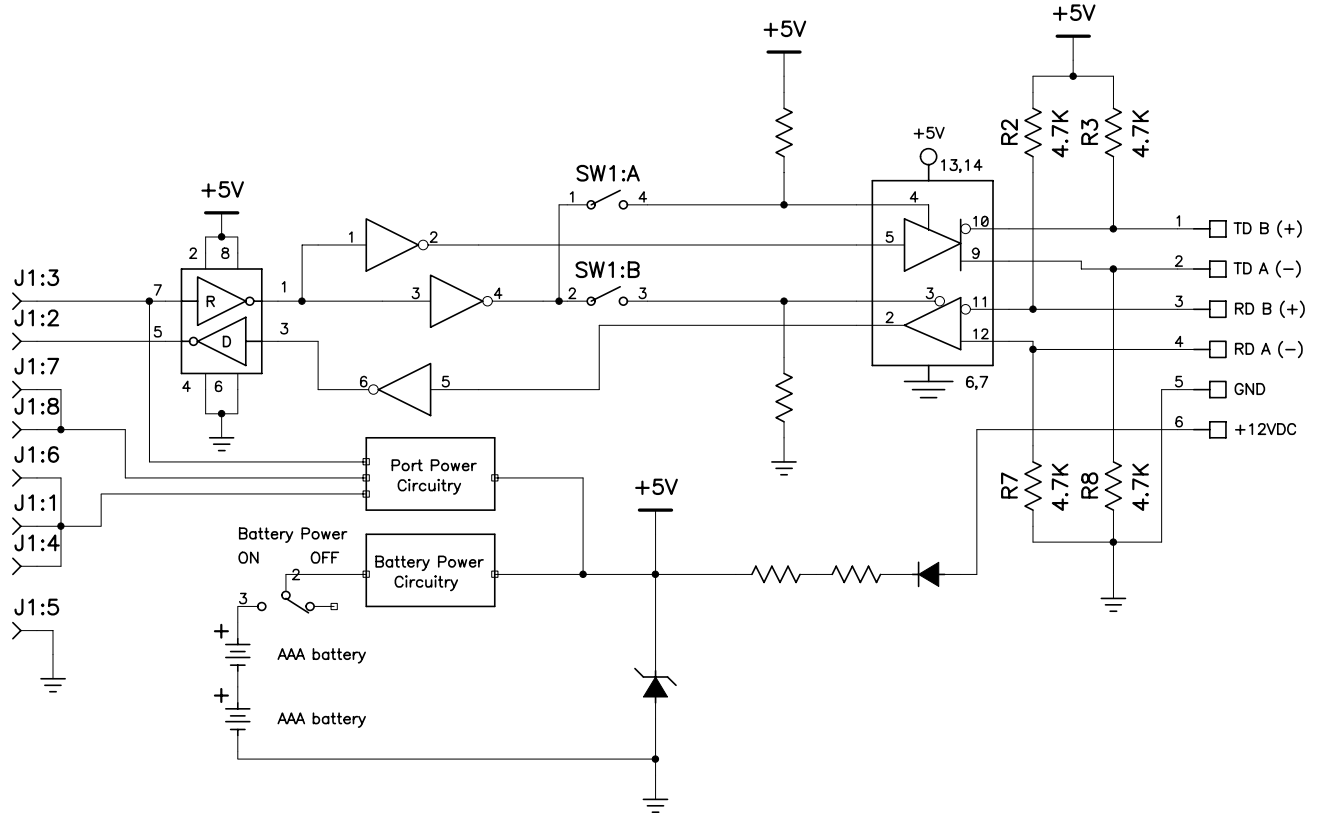 +5V
+5V
R2
4.7K
R3
4.7K
+5V
13,14
SW1:A
1
4
+5V
4
10
1
TD B (+)
2
8
1
2
5
9
2
TD A (-)
J1:3
7
R
1
3
4
SW1:B
2
3
3
11
3
RD B (+)
J1:2
5
D
3
2
12
4
RD A (-)
J1:7
4
6
6
5
6,7
5
GND
J1:8
6
+12VDC
J1:6
Port Power
Circuitry
R7
4.7K
R8
4.7K
J1:1
+5V
J1:4
Battery Power
ON
OFF
2
Battery Power
Circuitry
3
J1:5
+
AAA battery
+
AAA battery